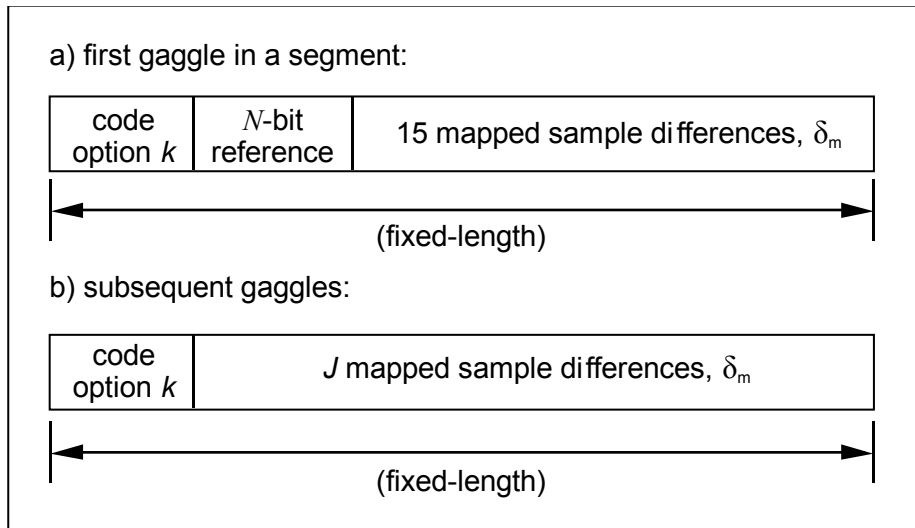 a) first gaggle in a segment:
code option k
N-bit reference
15 mapped sample differences, δm
(fixed-length)
b) subsequent gaggles:
code option k
J mapped sample differences, δm
(fixed-length)